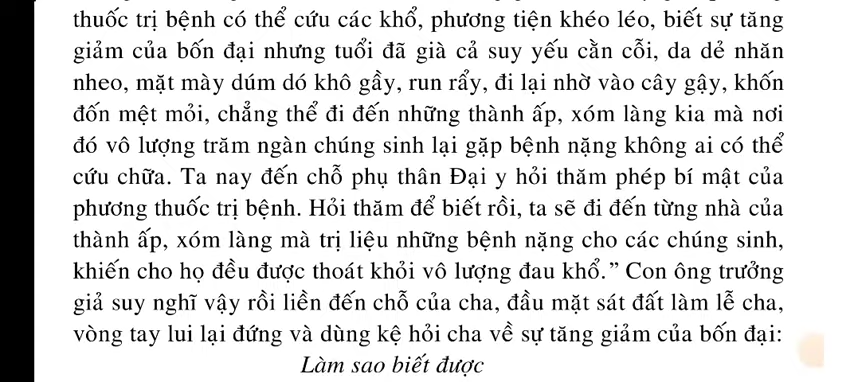 thuốc trị bệnh có thể cứu các khổ, phương tiện khéo léo, biết sự tăng
giảm của bốn đại nhưng tuổi đã già cả suy yếu cằn cỗi, da dẻ nhăn
nheo, mặt mày dúm dó khô gầy, run rẩy, đi lại nhờ vào cây gậy, khốn
đốn mệt mỏi, chẳng thể đi đến những thành ấp, xóm làng kia mà nơi
đó vô lượng trăm ngàn chúng sinh lại gặp bệnh nặng không ai có thể
cứu chữa. Ta nay đến chỗ phụ thân Đại y hỏi thăm phép bí mật của
phương thuốc trị bệnh. Hỏi thăm để biết rồi, ta sẽ đi đến từng nhà của
thành ấp, xóm làng mà trị liệu những bệnh nặng cho các chúng sinh,
khiến cho họ đều được thoát khỏi vô lượng đau khổ.” Con ông trưởng
giả suy nghĩ vậy rồi liền đến chỗ của cha, đầu mặt sát đất làm lễ cha,
vòng tay lui lại đứng và dùng kệ hỏi cha về sự tăng giảm của bốn đại:
Làm sao biết được